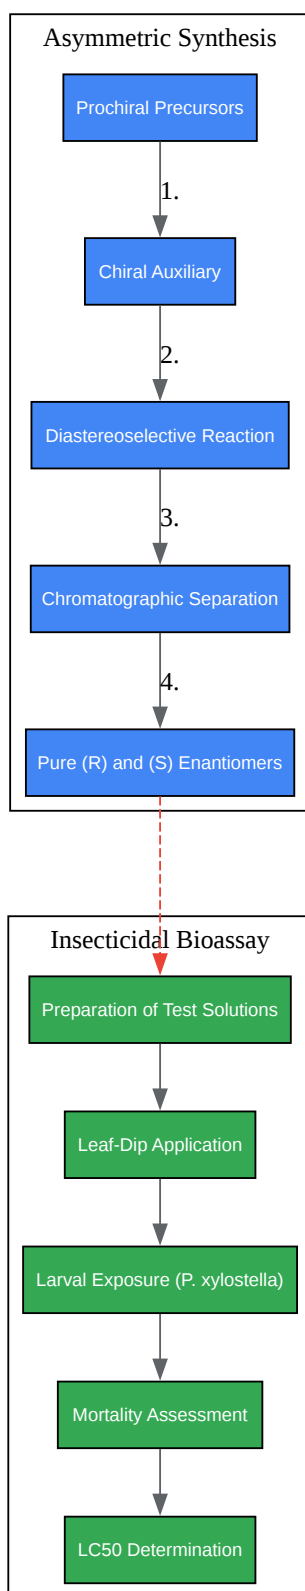 Asymmetric Synthesis
Prochiral Precursors
1.
Chiral Auxiliary
2.
Diastereoselective Reaction
3.
Chromatographic Separation
4.
Pure (R) and (S) Enantiomers
Insecticidal Bioassay
Preparation of Test Solutions
Leaf-Dip Application
Larval Exposure (P. xylostella)
Mortality Assessment
LC50 Determination